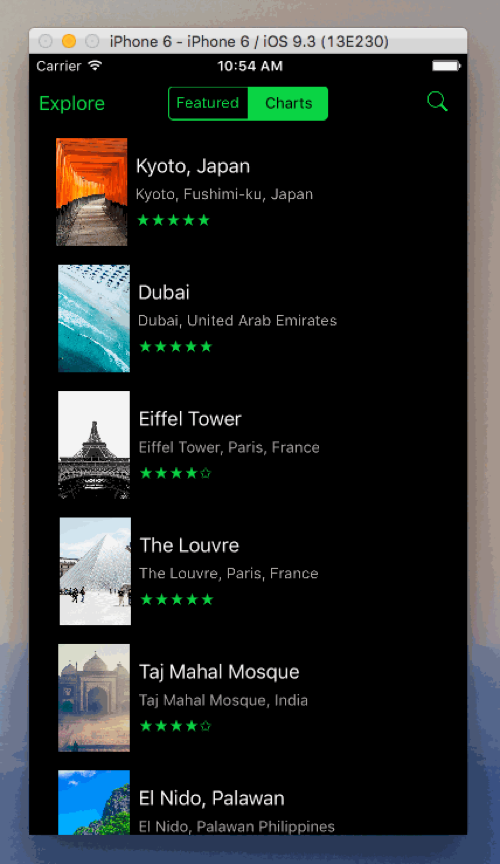 iPhone 6 - iPhone 6 / iOS 9.3 (13E230)
Carrier 10:54 AM
Explore Featured Charts
Kyoto, Japan
Kyoto, Fushimi-ku, Japan
★★★★★
Dubai
Dubai, United Arab Emirates
★★★★★
Eiffel Tower
Eiffel Tower, Paris, France
★★★★✩
The Louvre
The Louvre, Paris, France
★★★★★
Taj Mahal Mosque
Taj Mahal Mosque, India
★★★★✩
El Nido, Palawan
El Nido, Palawan Philippines